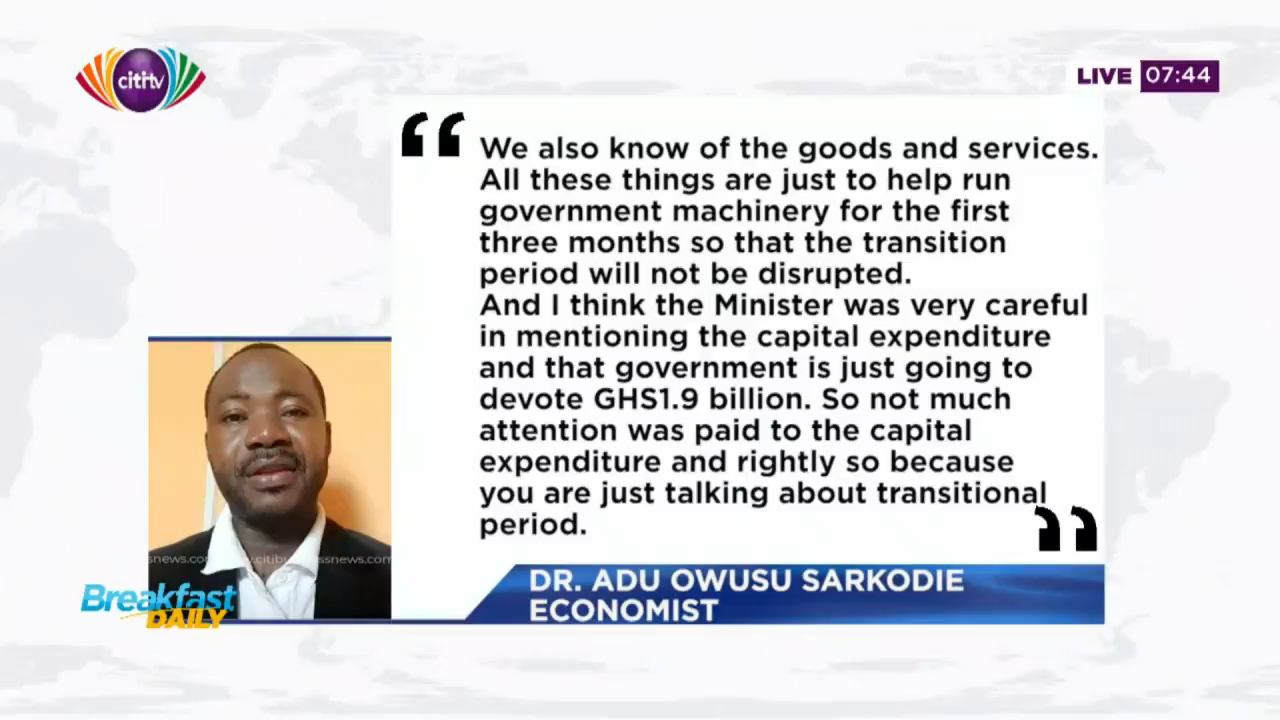 citi tv
LIVE 07:44
We also know of the goods and services.
All these things are just to help run
government machinery for the first
three months so that the transition
period will not be disrupted.
And I think the Minister was very careful
in mentioning the capital expenditure
and that government is just going to
devote GHS1.9 billion. So not much
attention was paid to the capital
expenditure and rightly so because
you are just talking about transitional
period.
snews.co
DR. ADU OWUSU SARKODIE
ECONOMIST
Breakfast
DAILY